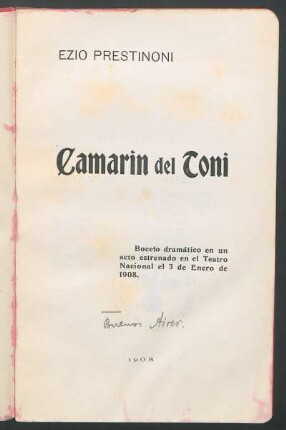 EZIO PRESTINONI
Camarin del Toni
Boceto dramático en un
acto estrenado en el Teatro
Nacional el 3 de Enero de
1908.
Buenos Aires.
1908